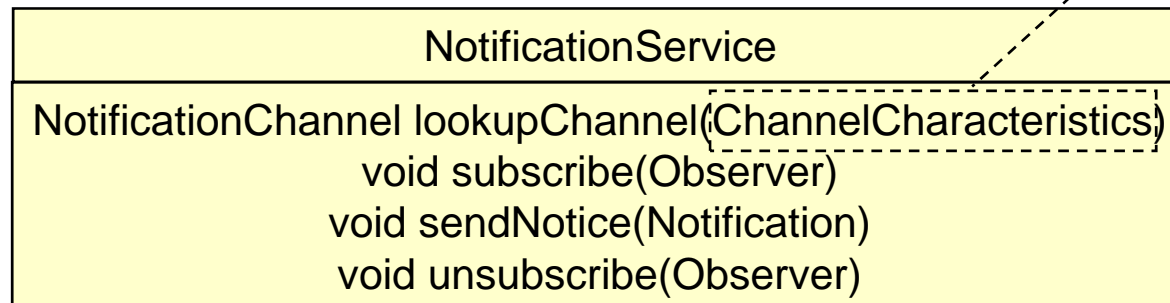 NotificationService
NotificationChannel lookupChannel(ChannelCharacteristics)
void subscribe(Observer)
void sendNotice(Notification)
void unsubscribe(Observer)